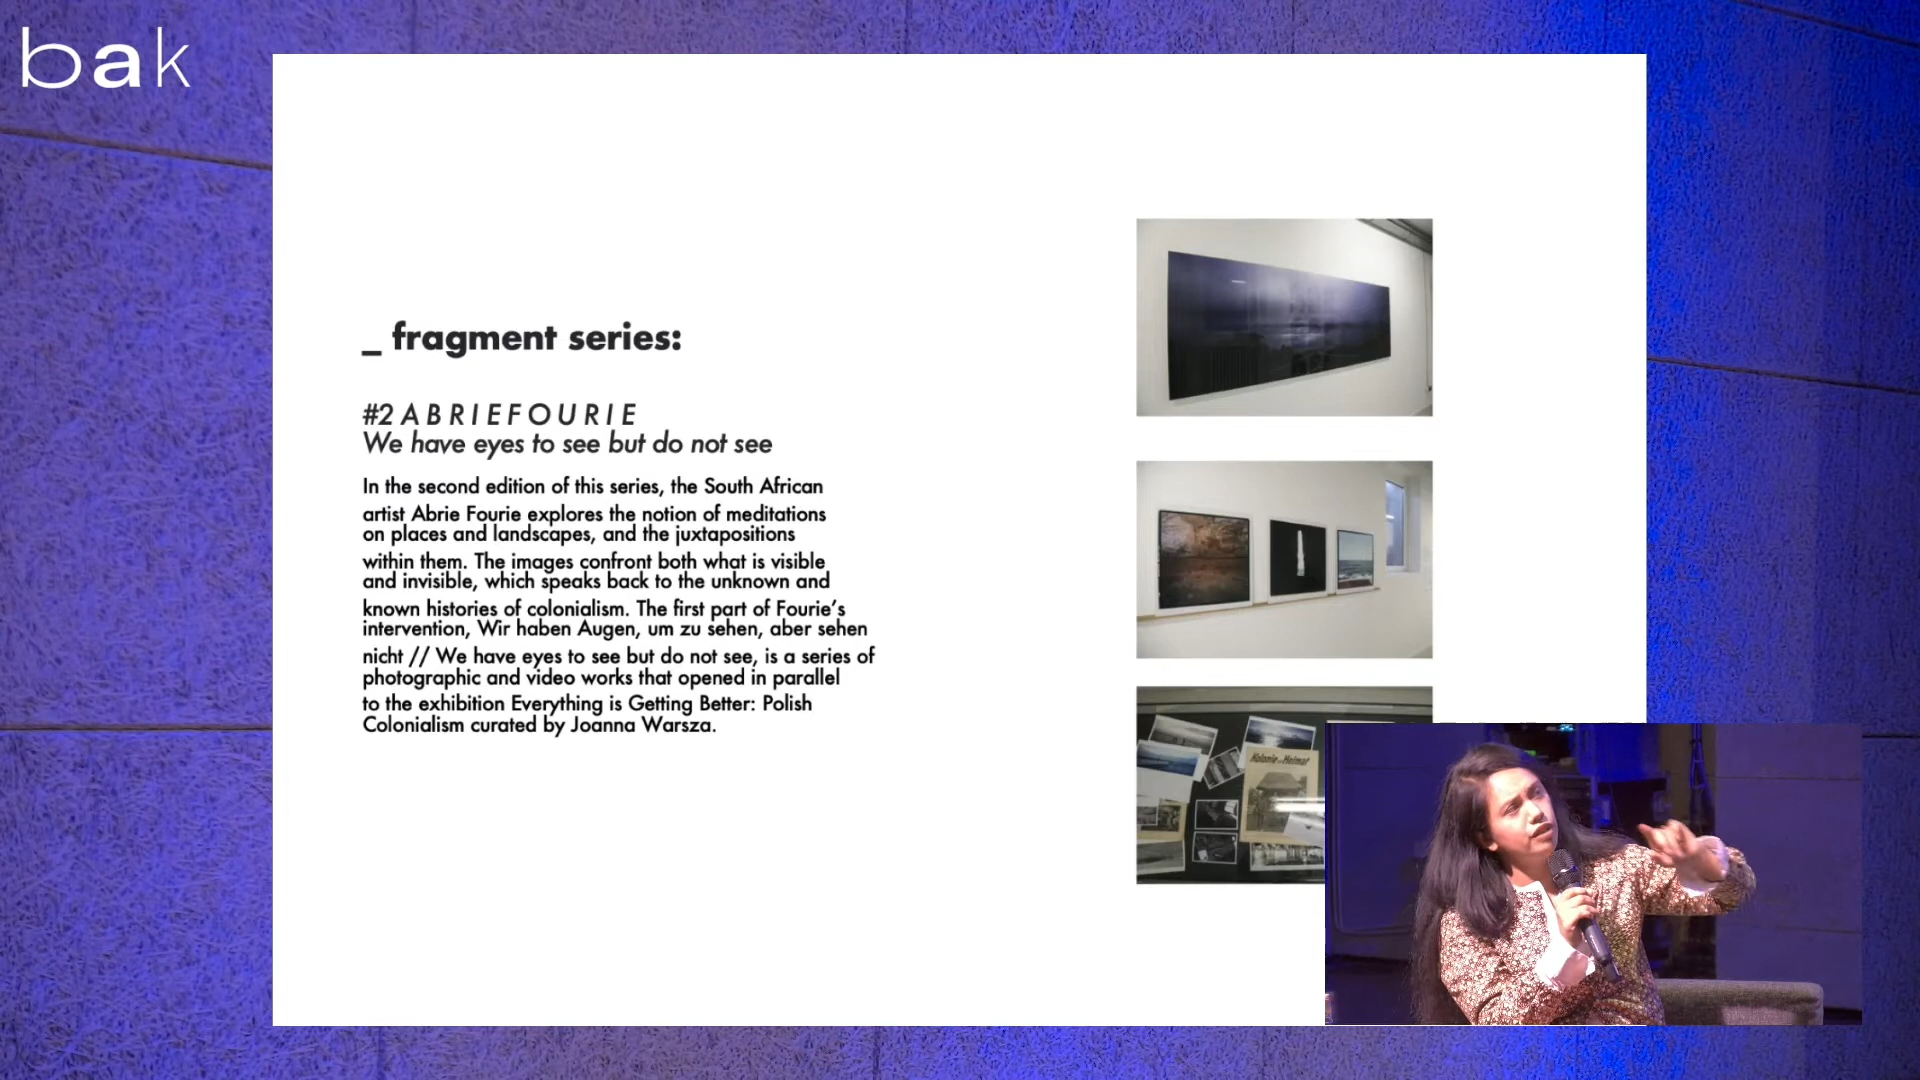 bak
_ fragment series:
#2 A B R I E F O U R I E
We have eyes to see but do not see
In the second edition of this series, the South African
artist Abrie Fourie explores the notion of meditations
on places and landscapes, and the juxtapositions
within them. The images confront both what is visible
and invisible, which speaks back to the unknown and
known histories of colonialism. The first part of Fourie's
intervention, Wir haben Augen, um zu sehen, aber sehen
nicht // We have eyes to see but do not see, is a series of
photographic and video works that opened in parallel
to the exhibition Everything is Getting Better: Polish
Colonialism curated by Joanna Warsza.
Kolonie und Heimat